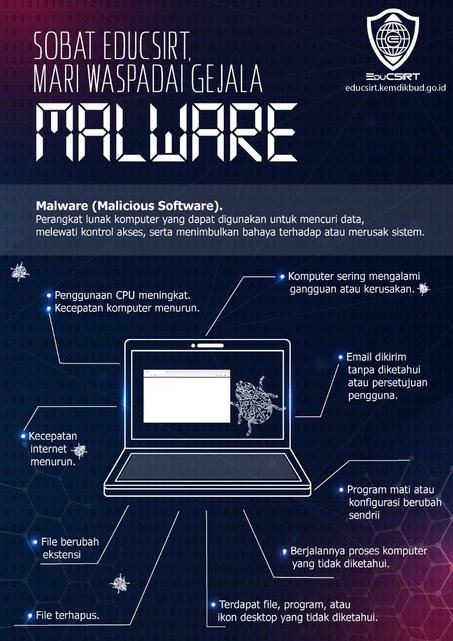 SOBAT EDUCSIRT,
MARI WASPADAI GEJALA
MALWARE
EDUCSIRT
educsirt.kemdikbud.go.id
Malware (Malicious Software).
Perangkat lunak komputer yang dapat digunakan untuk mencuri data,
melewati kontrol akses, serta menimbulkan bahaya terhadap atau merusak sistem.
Komputer sering mengalami
gangguan atau kerusakan.
Penggunaan CPU meningkat.
Kecepatan komputer menurun.
Email dikirim
tanpa diketahui
atau persetujuan
pengguna.
Kecepatan
internet
menurun.
Program mati atau
konfigurasi berubah
sendrii
File berubah
ekstensi
Berjalannya proses komputer
yang tidak diketahui.
Terdapat file, program, atau
ikon desktop yang tidak diketahui.
File terhapus.